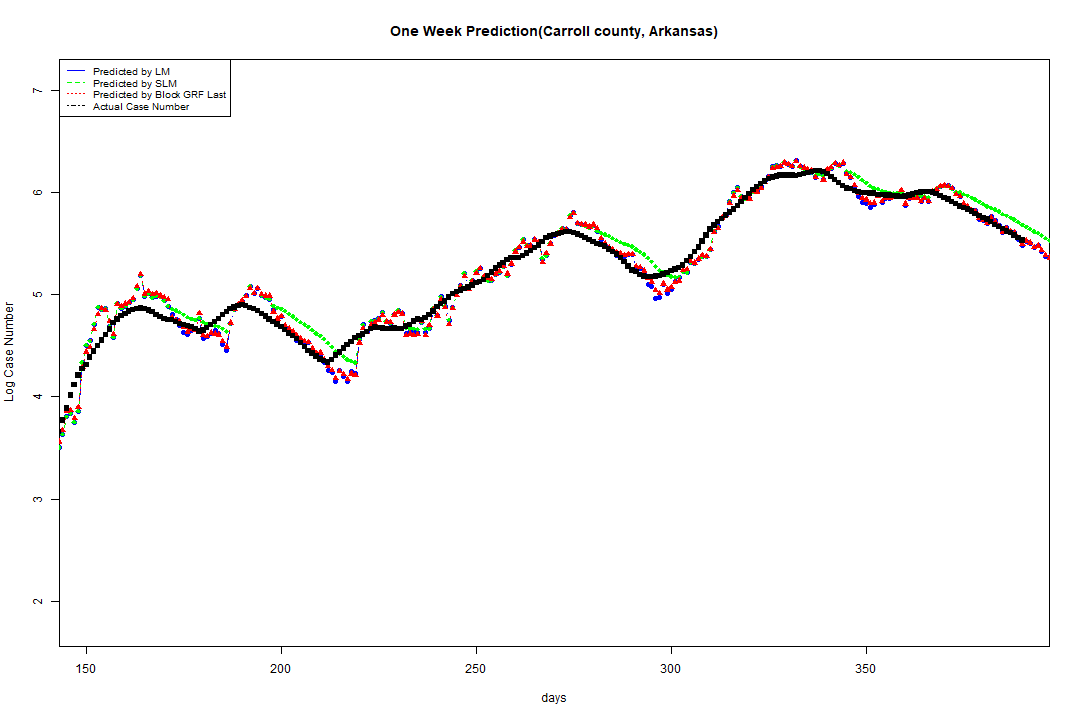 One Week Prediction(Carroll county, Arkansas)
Predicted by LM
Predicted by SLM
Predicted by Block GRF Last
Actual Case Number
7
6
5
4
3
2
Log Case Number
150 200 250 300 350
days